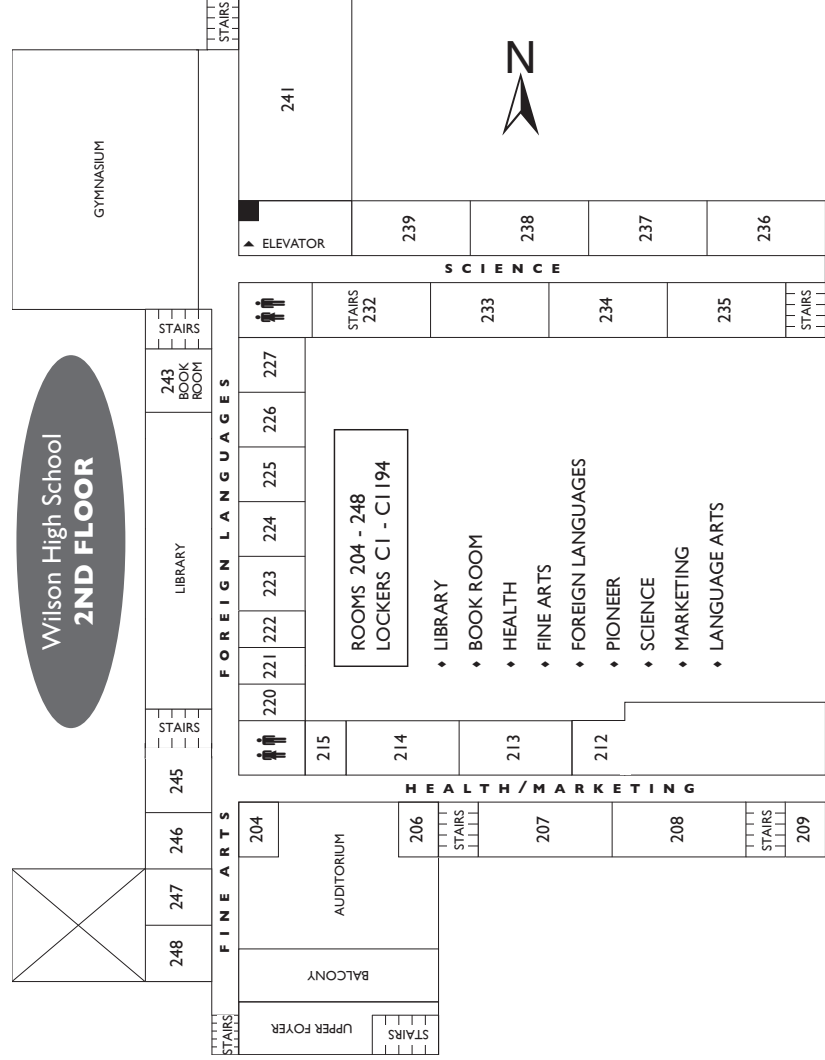 Wilson High School
2ND FLOOR
GYMNASIUM
STAIRS
241
N
ELEVATOR
239
238
237
236
SCIENCE
STAIRS
232
233
234
235
STAIRS
STAIRS
243
BOOK
ROOM
LIBRARY
STAIRS
FOREIGN LANGUAGES
227
226
225
224
223
222
221
220
ROOMS 204 - 248
LOCKERS C1 - C1194
LIBRARY
BOOK ROOM
HEALTH
FINE ARTS
FOREIGN LANGUAGES
PIONEER
SCIENCE
MARKETING
LANGUAGE ARTS
215
214
213
212
HEALTH/MARKETING
245
246
247
248
FINE ARTS
204
AUDITORIUM
206
STAIRS
207
208
STAIRS
209
BALCONY
UPPER FOYER
STAIRS
STAIRS